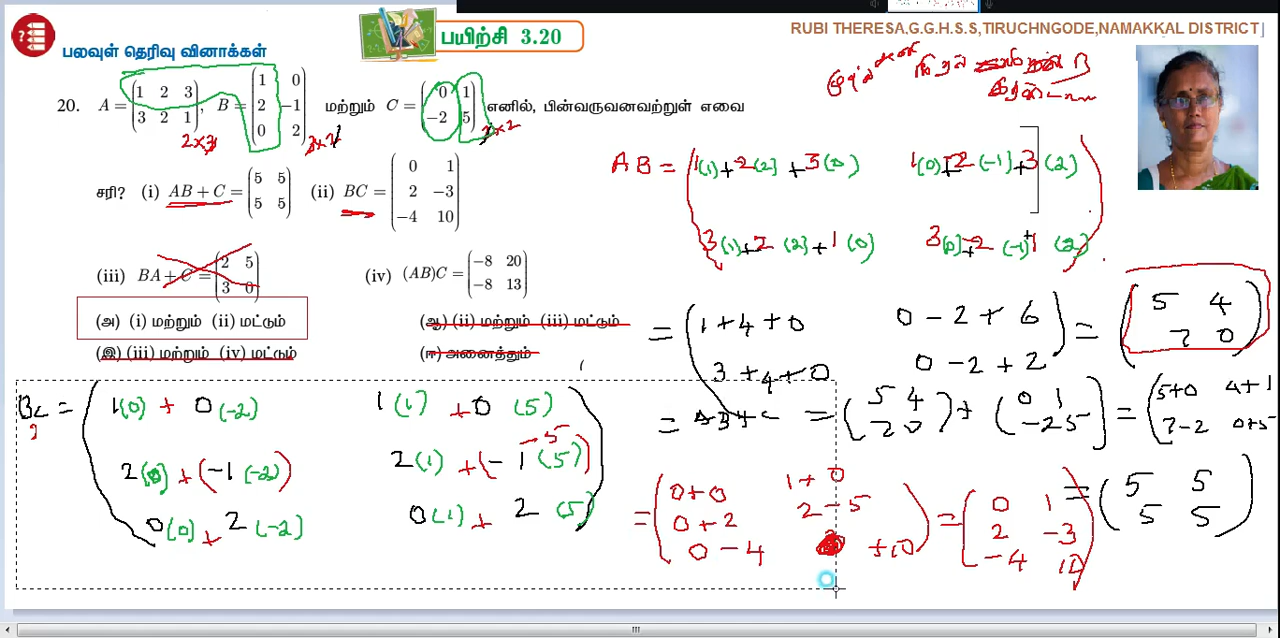 RUBI THERESA,G.G.H.S.S,TIRUCHNGODE,NAMAKKAL DISTRICT
பலவுள் தெரிவு வினாக்கள்
பயிற்சி 3.20
20. A = (1 2 3 / 3 2 1), B = (1 0 / 2 −1 / 0 2) மற்றும் C = (0 1 / −2 5) எனில், பின்வருவனவற்றுள் எவை
2×3 3×2 2×2
சரி? (i) AB + C = (5 5 / 5 5) (ii) BC = (0 1 / 2 −3 / −4 10)
(iii) BA + C = (2 5 / 3 0) (iv) (AB)C = (−8 20 / −8 13)
(அ) (i) மற்றும் (ii) மட்டும் (ஆ) (ii) மற்றும் (iii) மட்டும்
(இ) (iii) மற்றும் (iv) மட்டும் (ஈ) அனைத்தும்
AB = 1(1) + 2(2) + 3(0) 1(0) + 2(−1) + 3(2)
3(1) + 2(2) + 1(0) 3(0) + 2(−1) + 1(2)
= (1+4+0 0−2+6 / 3+4+0 0−2+2) = (5 4 / 7 0)
= AB+C = (5 4 / 7 0) + (0 1 / −2 5) = (5+0 4+1 / 7−2 0+5
= (5 5 / 5 5)
BC = 1(0) + 0(−2) 1(1) + 0(5)
2(0) + (−1(−2)) 2(1) + (−1(5)) −5
0(0) + 2(−2) 0(1) + 2(5)
= (0+0 1+0 / 0+2 2−5 / 0−4 +10) = (0 1 / 2 −3 / −4 10)